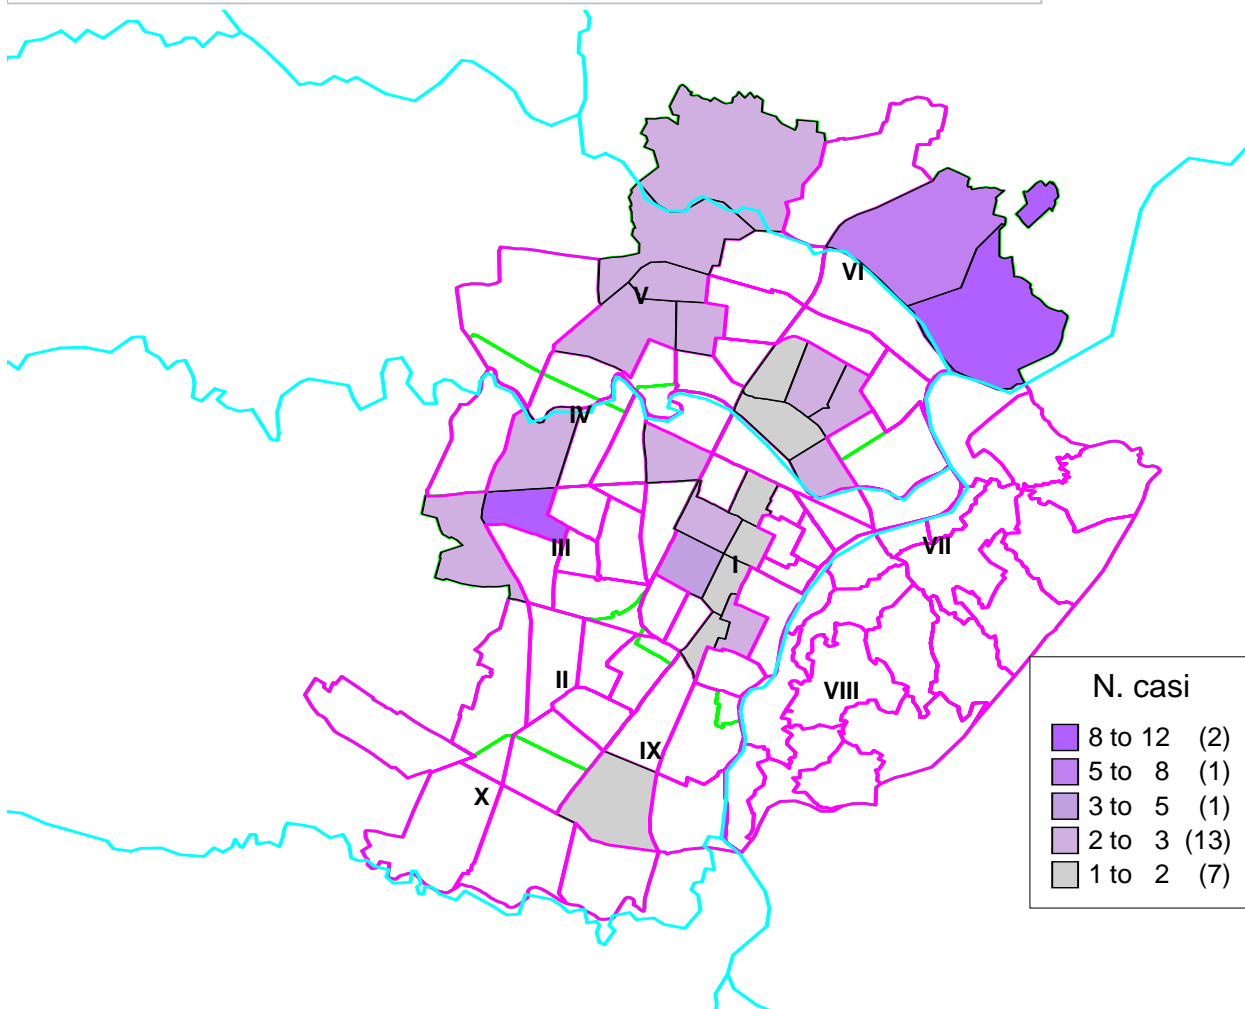 VI
V
IV
VII
III
I
II
VIII
IX
X
N. casi
8 to 12 (2)
5 to 8 (1)
3 to 5 (1)
2 to 3 (13)
1 to 2 (7)